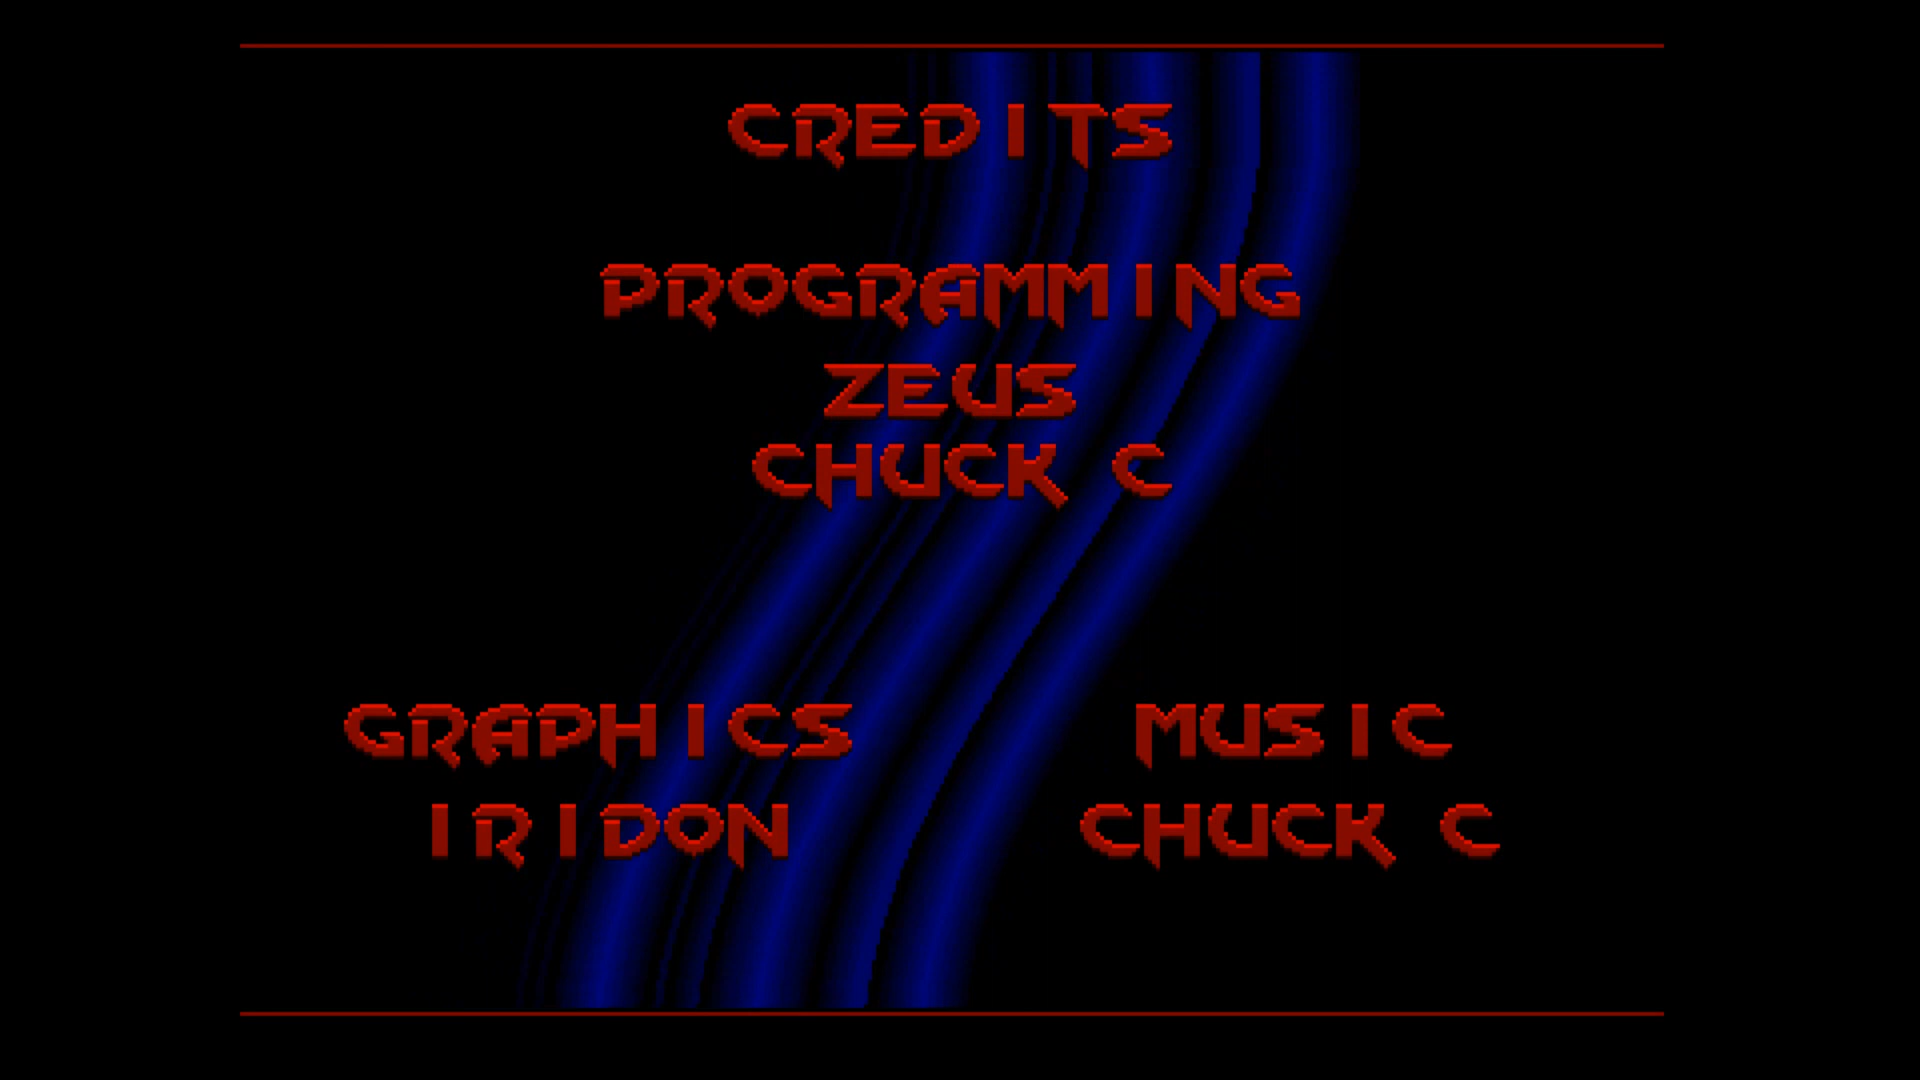 CREDITS
PROGRAMMING
ZEUS
CHUCK C
GRAPHICS
IRIDON
MUSIC
CHUCK C